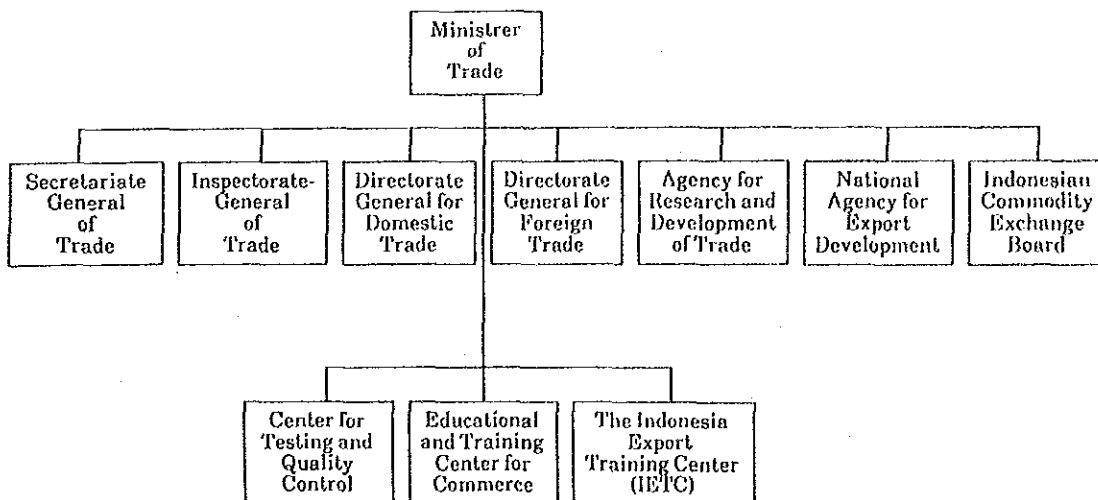 Ministrer
of
Trade
Secretariate
General
of
Trade
Inspectorate-
General
of
Trade
Directorate
General for
Domestic
Trade
Directorate
General for
Foreign
Trade
Agency for
Research and
Development
of Trade
National
Agency for
Export
Development
Indonesian
Commodity
Exchange
Board
Center for
Testing and
Quality
Control
Educational
and Training
Center for
Commerce
The Indonesia
Export
Training Center
(IETC)